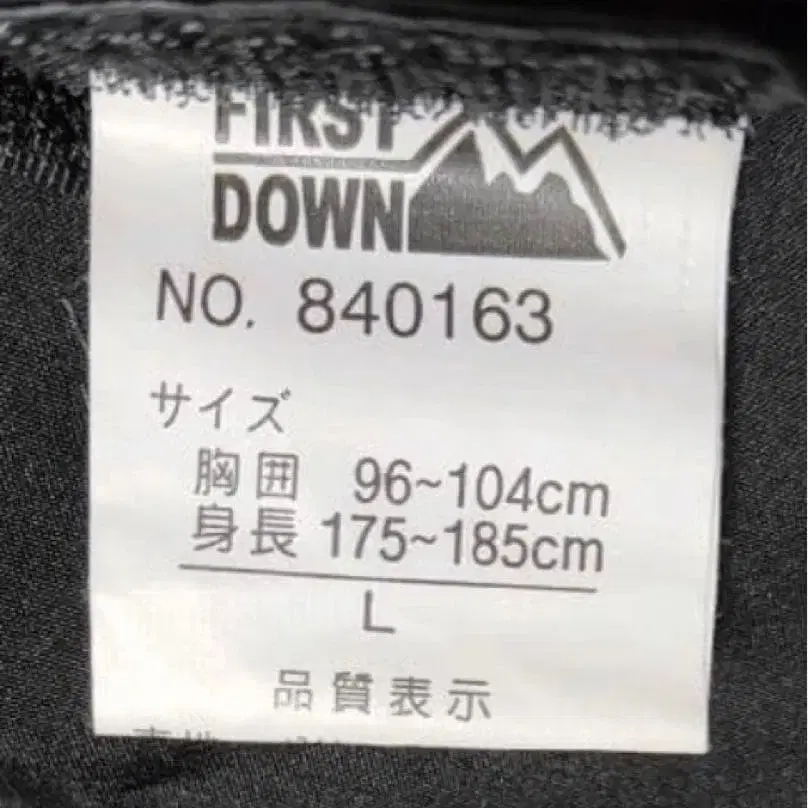 FIRST
DOWN
NO. 840163
サイズ
胸囲 96~104cm
身長 175~185cm
L
品質表示